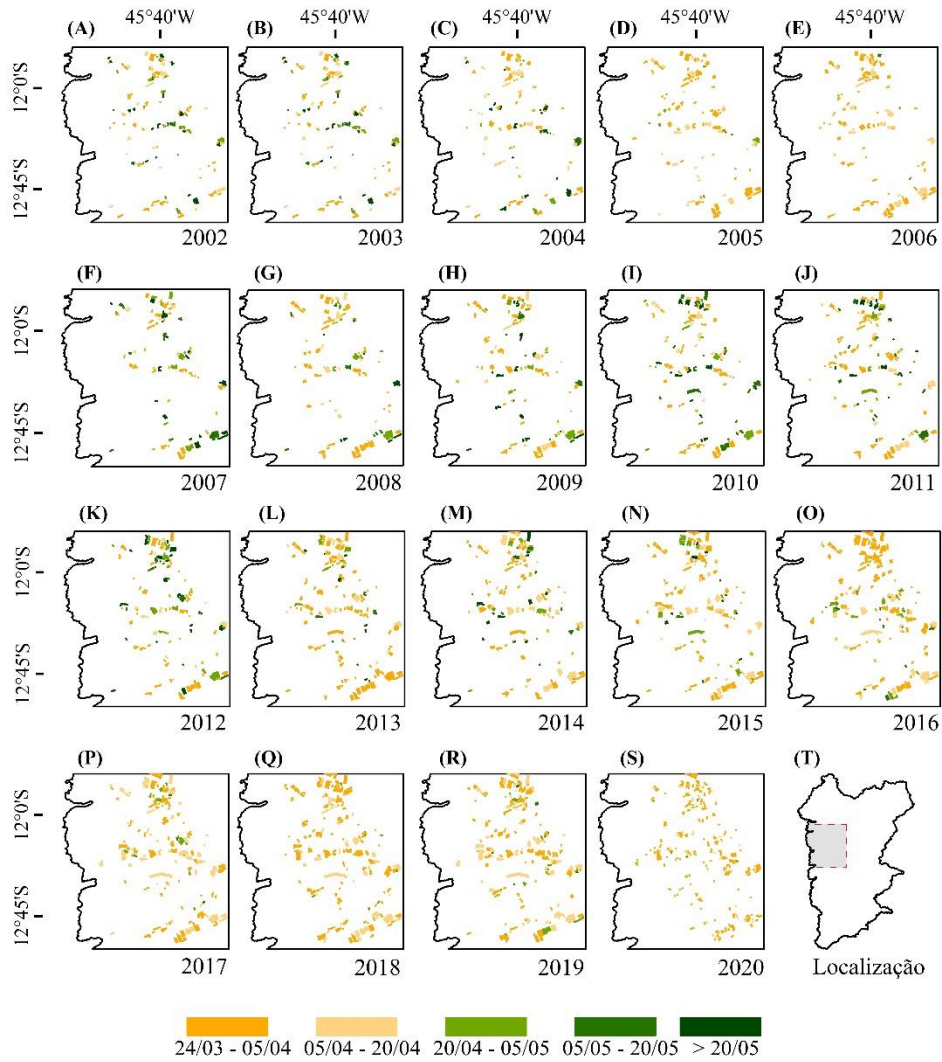 45°40'W 45°40'W 45°40'W 45°40'W 45°40'W
(A) (B) (C) (D) (E)
12°0'S
12°45'S
2002 2003 2004 2005 2006
(F) (G) (H) (I) (J)
12°0'S
12°45'S
2007 2008 2009 2010 2011
(K) (L) (M) (N) (O)
12°0'S
12°45'S
2012 2013 2014 2015 2016
(P) (Q) (R) (S) (T)
12°0'S
12°45'S
Localização
2017 2018 2019 2020
24/03 - 05/04 05/04 - 20/04 20/04 - 05/05 05/05 - 20/05 > 20/05